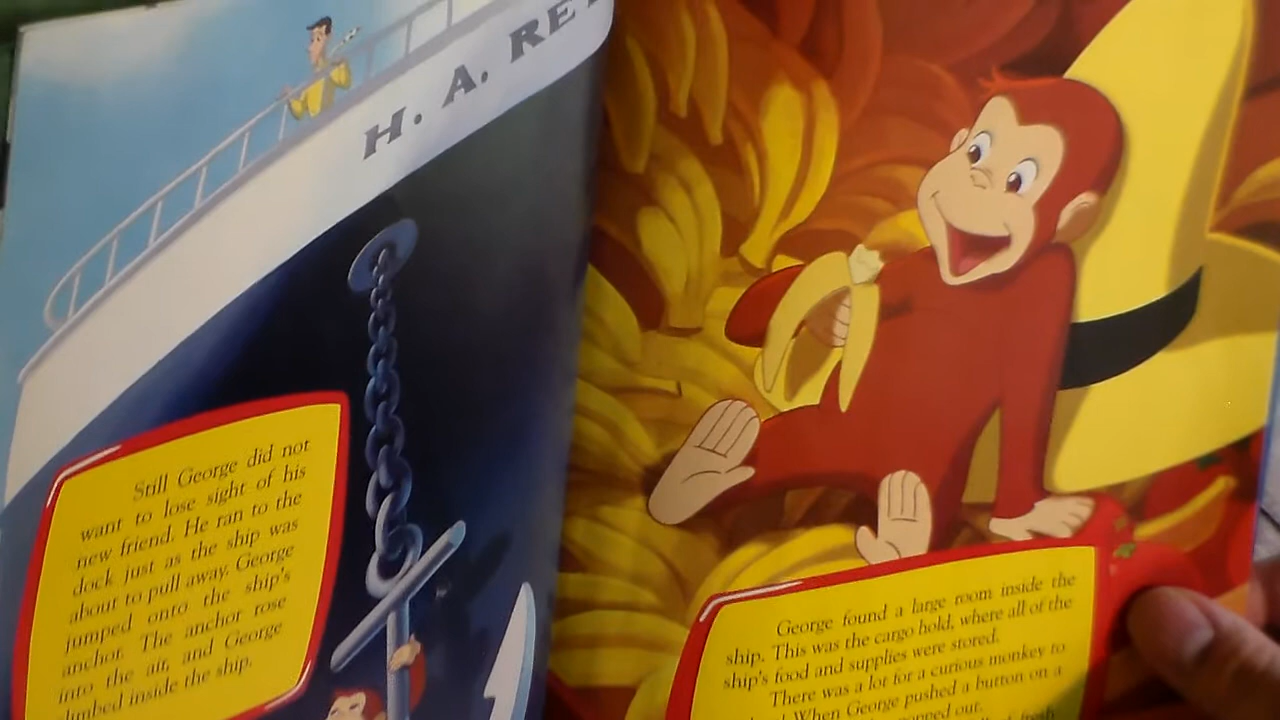 H. A. RE
Still George did not
want to lose sight of his
new friend. He ran to the
dock just as the ship was
about to pull away. George
jumped onto the ship's
anchor. The anchor rose
into the air, and George
limbed inside the ship.
George found a large room inside the
ship. This was the cargo hold, where all of the
ship's food and supplies were stored.
There was a lot for a curious monkey to
When George pushed a button on a
popped out.
fresh